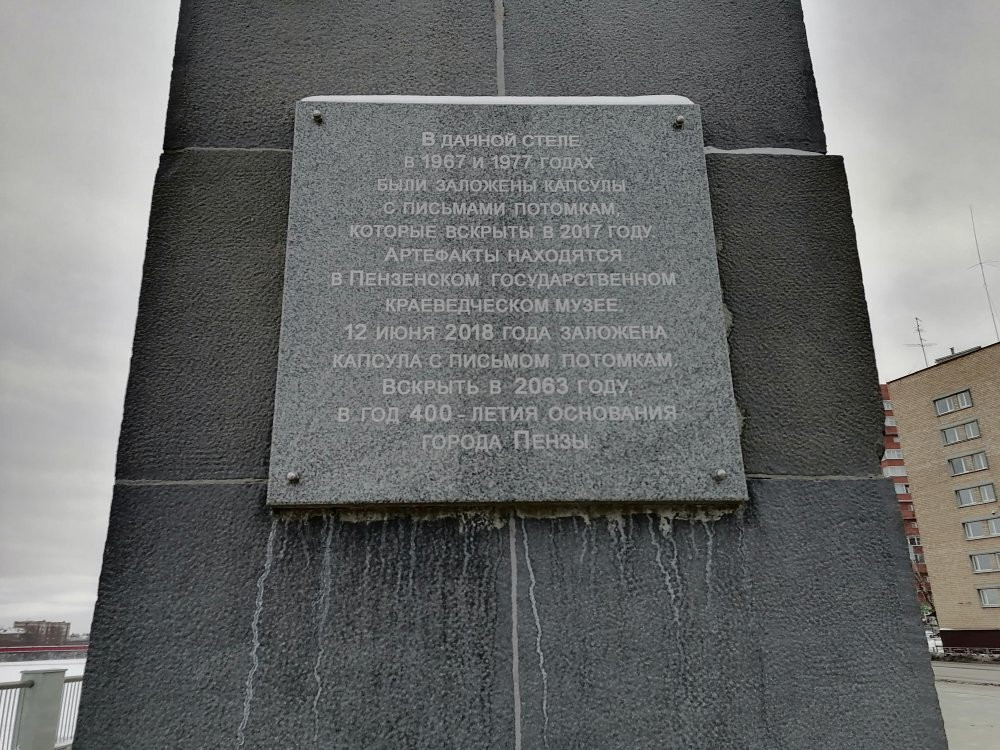 В ДАННОЙ СТЕЛЕ
В 1967 И 1977 ГОДАХ
БЫЛИ ЗАЛОЖЕНЫ КАПСУЛЫ
С ПИСЬМАМИ ПОТОМКАМ,
КОТОРЫЕ ВСКРЫТЫ В 2017 ГОДУ.
АРТЕФАКТЫ НАХОДЯТСЯ
В ПЕНЗЕНСКОМ ГОСУДАРСТВЕННОМ
КРАЕВЕДЧЕСКОМ МУЗЕЕ.
12 ИЮНЯ 2018 ГОДА ЗАЛОЖЕНА
КАПСУЛА С ПИСЬМОМ ПОТОМКАМ.
ВСКРЫТЬ В 2063 ГОДУ,
В ГОД 400 - ЛЕТИЯ ОСНОВАНИЯ
ГОРОДА ПЕНЗЫ.